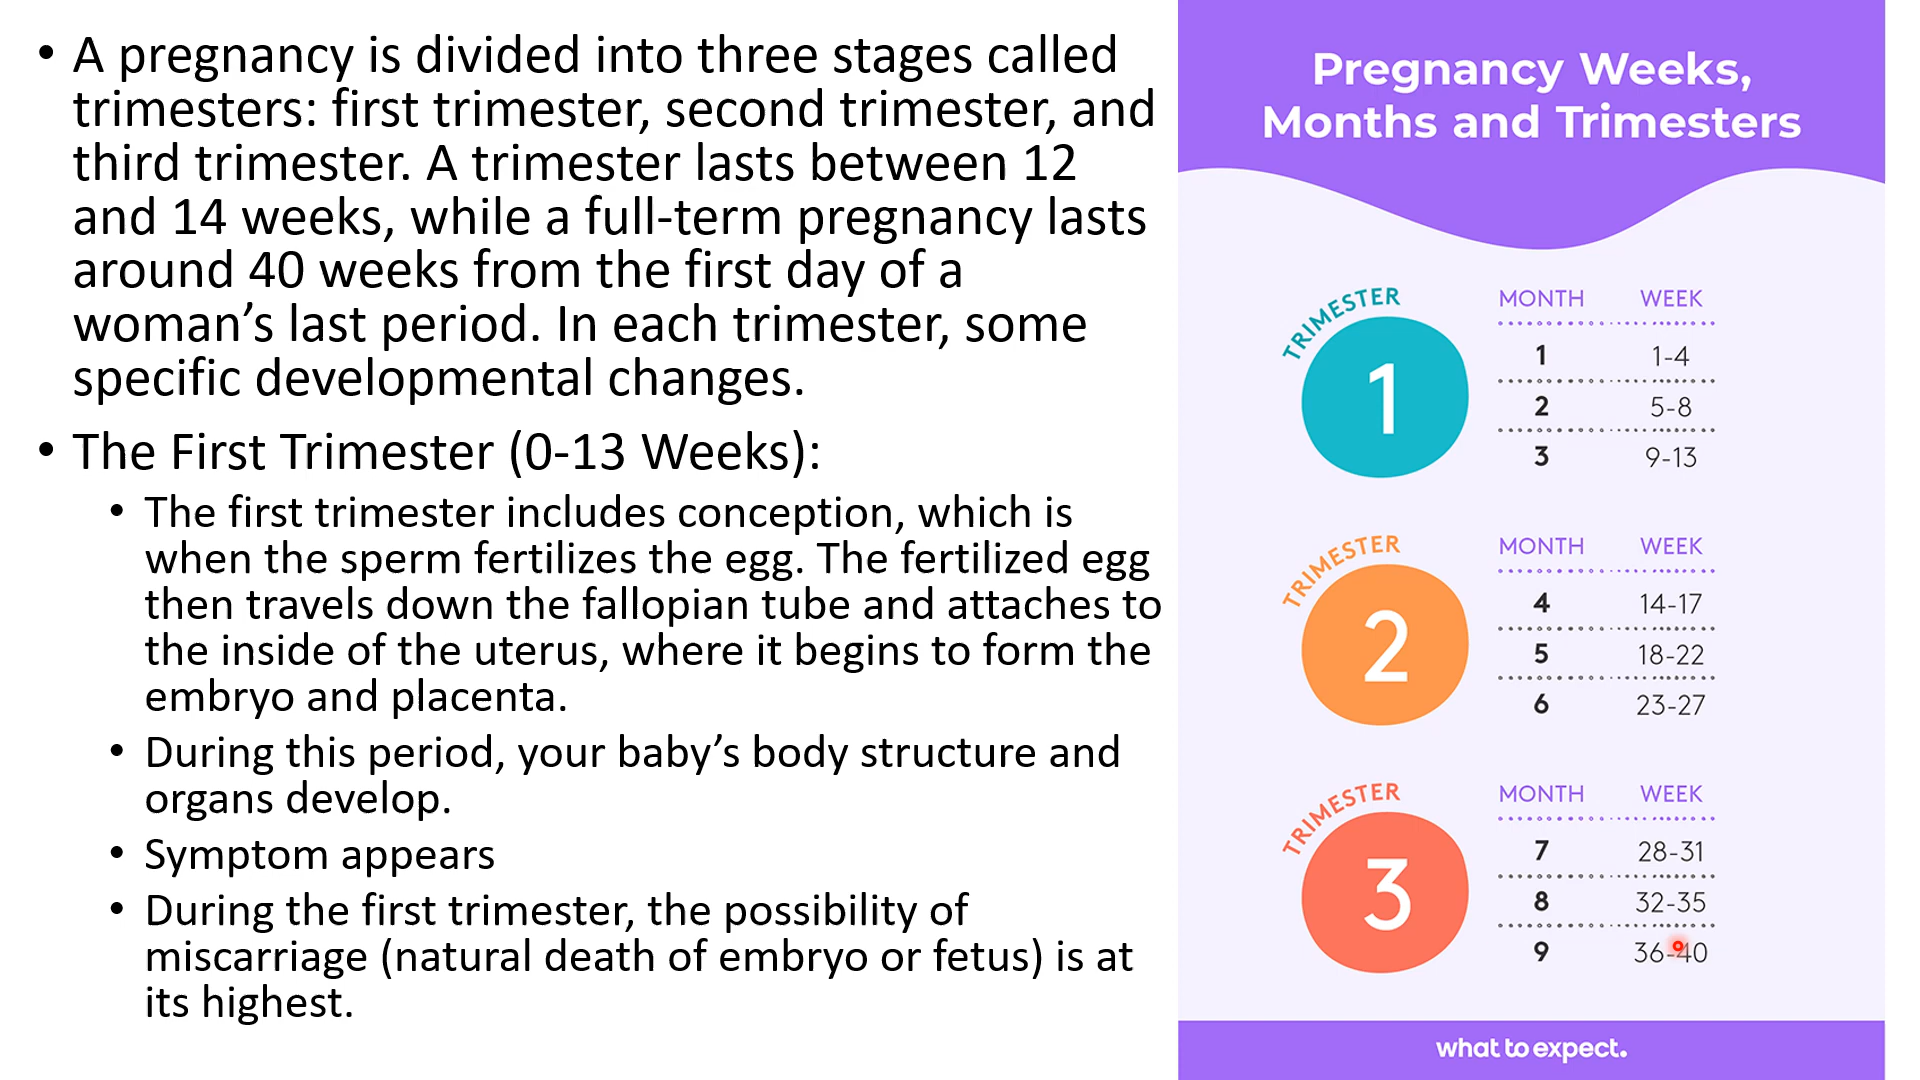 • A pregnancy is divided into three stages called
trimesters: first trimester, second trimester, and
third trimester. A trimester lasts between 12
and 14 weeks, while a full-term pregnancy lasts
around 40 weeks from the first day of a
woman’s last period. In each trimester, some
specific developmental changes.
• The First Trimester (0-13 Weeks):
• The first trimester includes conception, which is
when the sperm fertilizes the egg. The fertilized egg
then travels down the fallopian tube and attaches to
the inside of the uterus, where it begins to form the
embryo and placenta.
• During this period, your baby’s body structure and
organs develop.
• Symptom appears
• During the first trimester, the possibility of
miscarriage (natural death of embryo or fetus) is at
its highest.
Pregnancy Weeks,
Months and Trimesters
TRIMESTER
1
MONTH WEEK
1 1-4
2 5-8
3 9-13
TRIMESTER
2
MONTH WEEK
4 14-17
5 18-22
6 23-27
TRIMESTER
3
MONTH WEEK
7 28-31
8 32-35
9 36-40
what to expect.